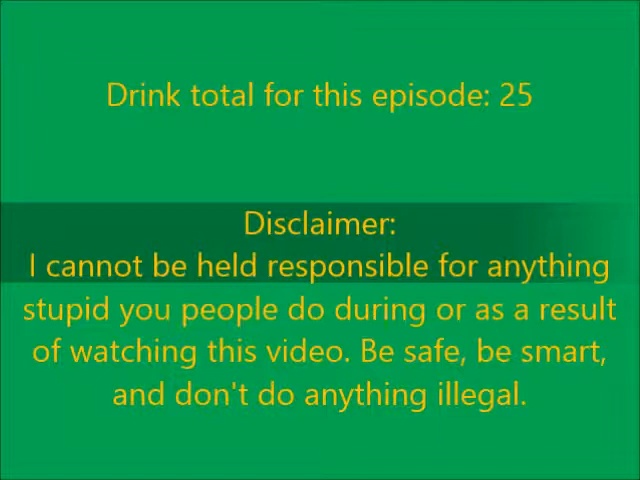 Drink total for this episode: 25
Disclaimer:
I cannot be held responsible for anything
stupid you people do during or as a result
of watching this video. Be safe, be smart,
and don't do anything illegal.